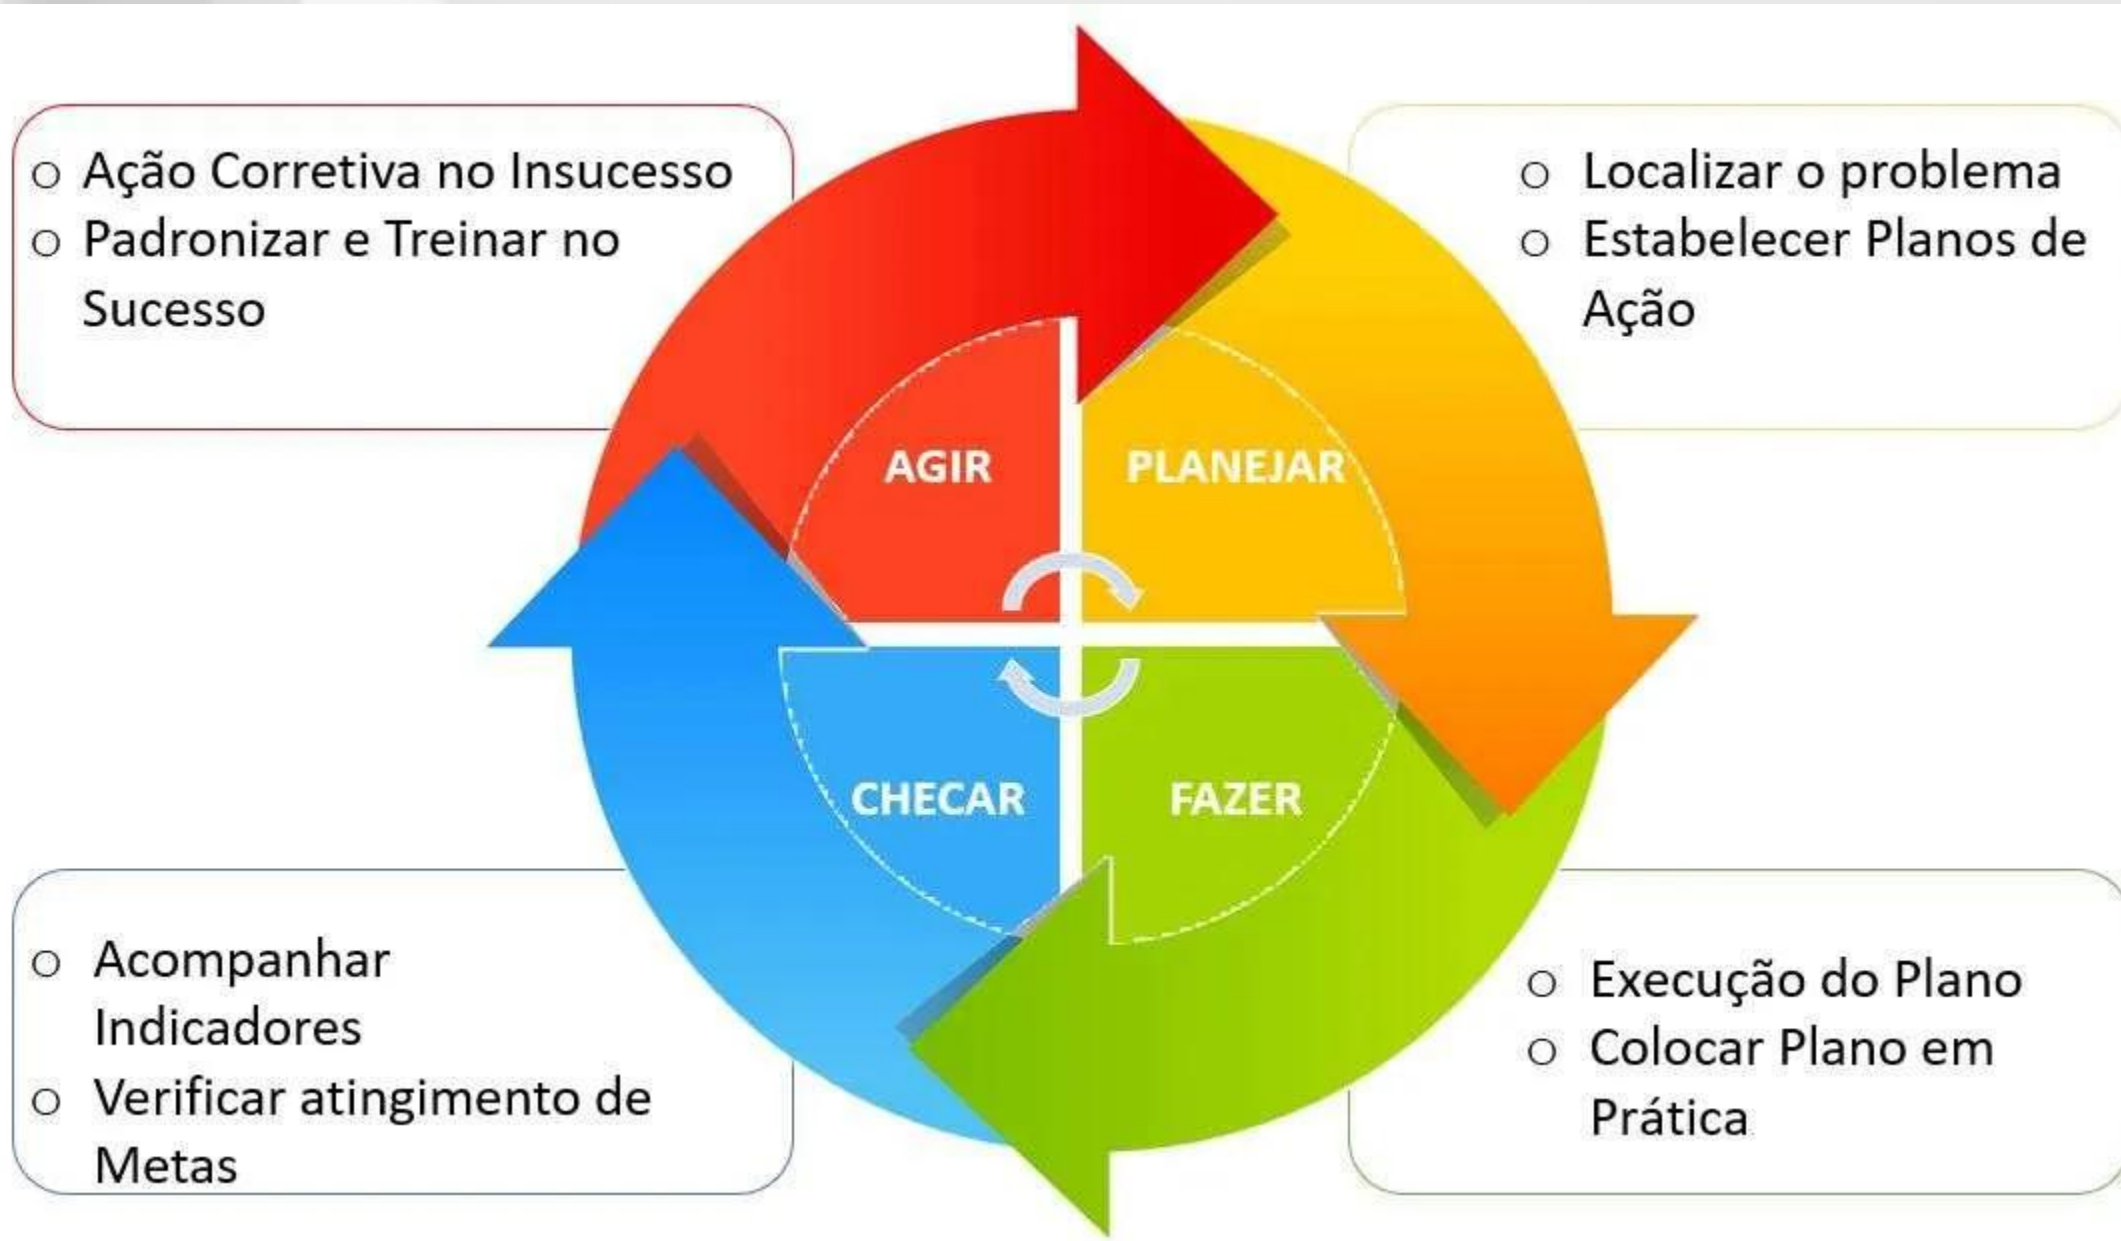 o Ação Corretiva no Insucesso
o Padronizar e Treinar no
Sucesso
o Localizar o problema
o Estabelecer Planos de
Ação
AGIR
PLANEJAR
CHECAR
FAZER
o Acompanhar
Indicadores
o Verificar atingimento de
Metas
o Execução do Plano
o Colocar Plano em
Prática